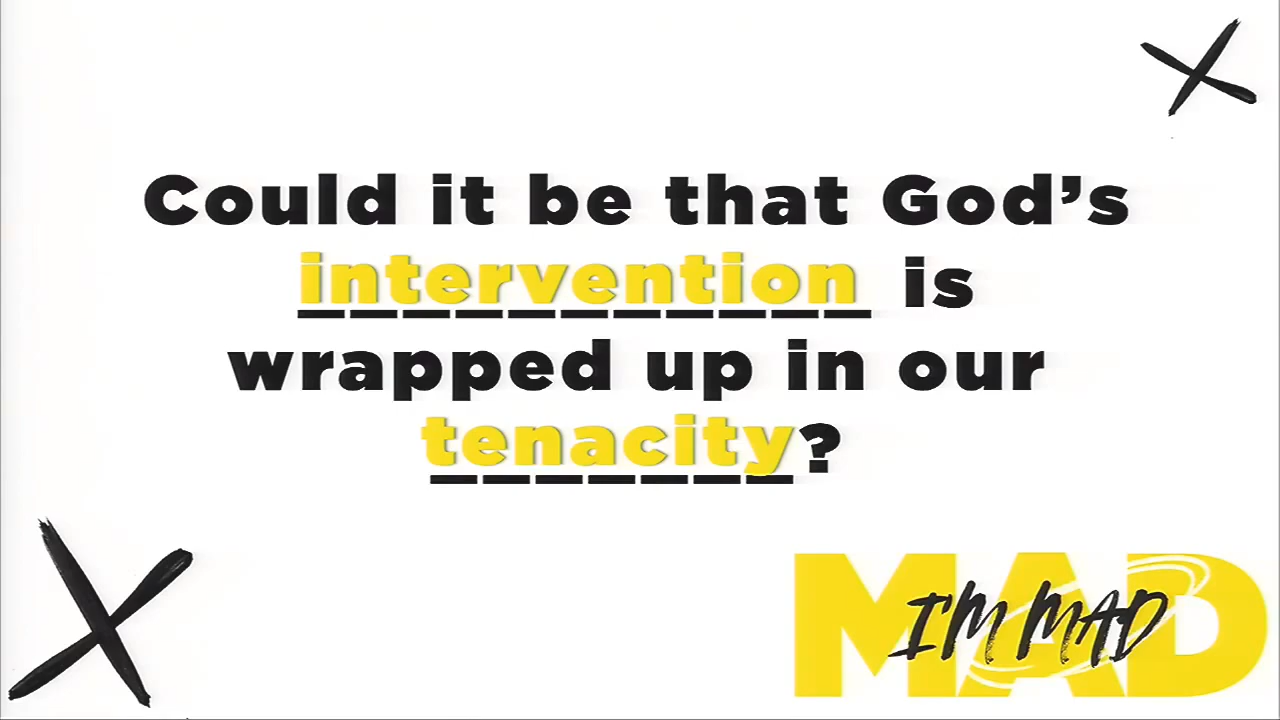 Could it be that God’s
intervention is
wrapped up in our
tenacity?
MAD
I'M MAD